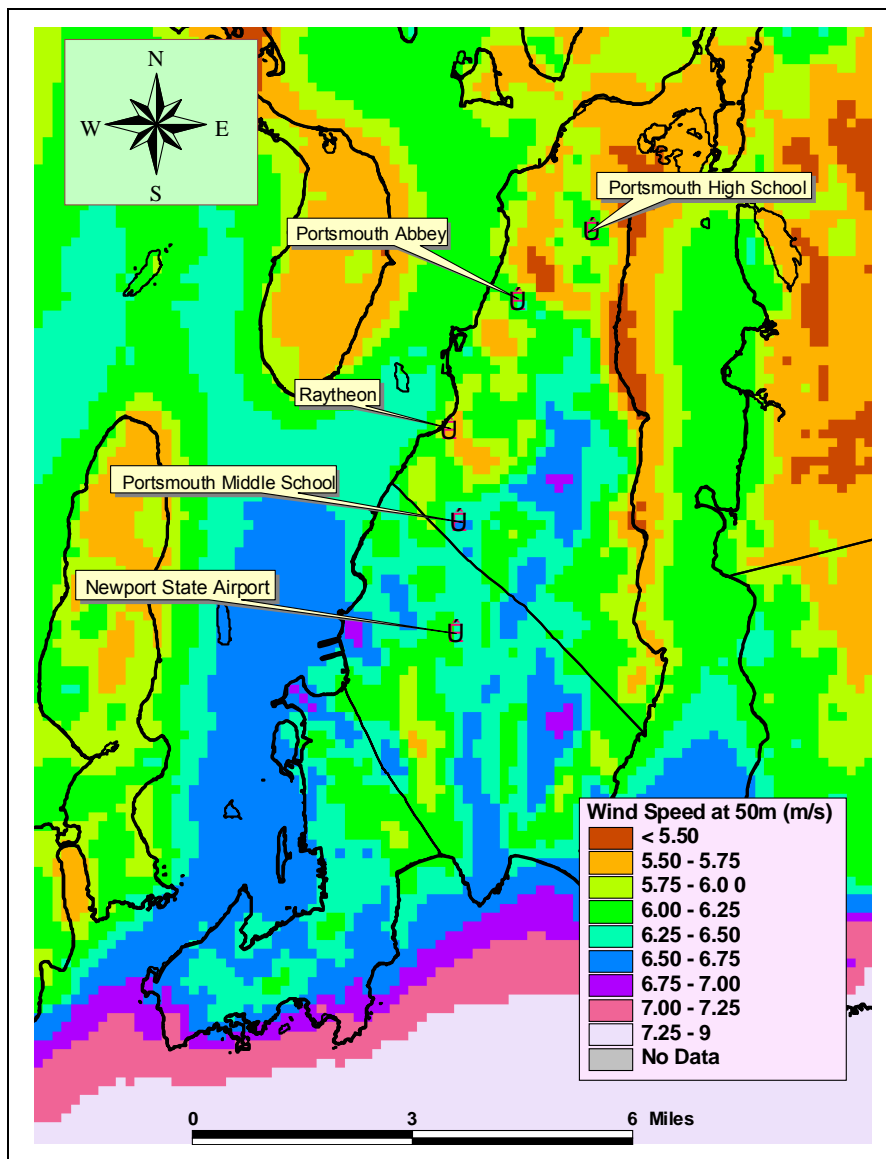 N
W E
S
Portsmouth High School
Portsmouth Abbey
Raytheon
Portsmouth Middle School
Newport State Airport
Wind Speed at 50m (m/s)
< 5.50
5.50 - 5.75
5.75 - 6.0 0
6.00 - 6.25
6.25 - 6.50
6.50 - 6.75
6.75 - 7.00
7.00 - 7.25
7.25 - 9
No Data
0 3 6 Miles